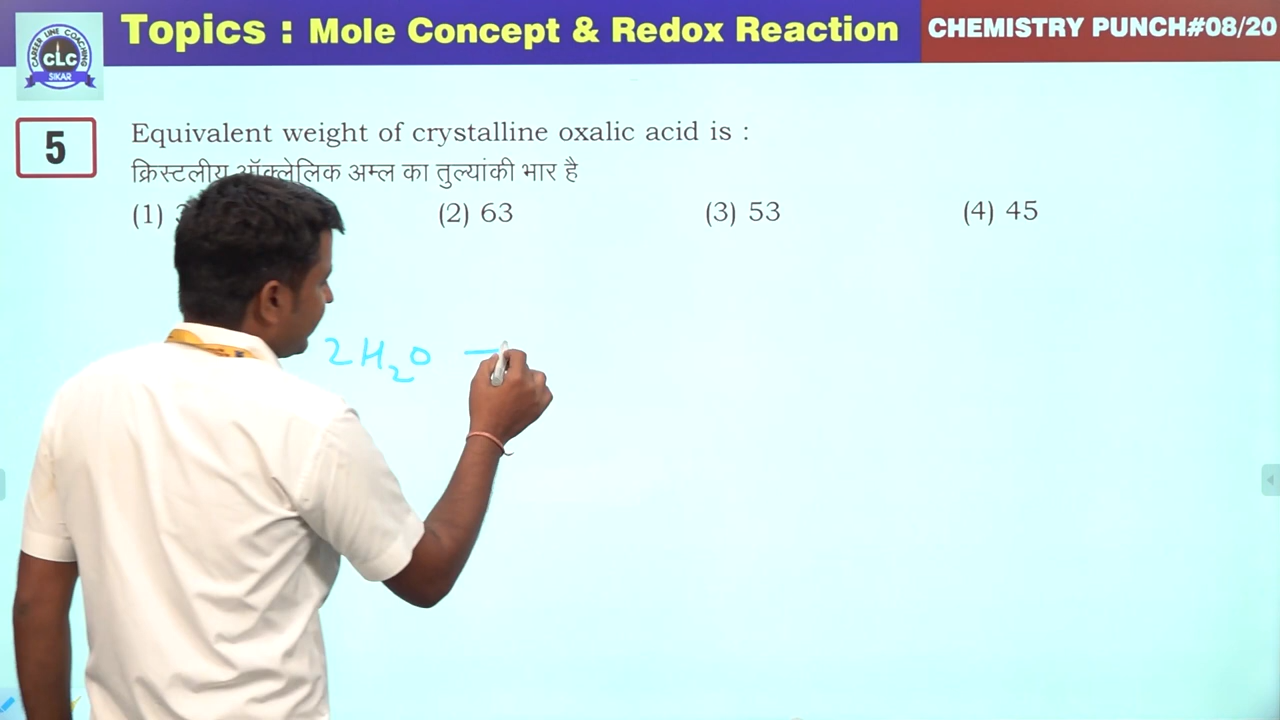 Topics : Mole Concept & Redox Reaction
CHEMISTRY PUNCH#08/20
CAREER LINE COACHING
CLC
SIKAR
5
Equivalent weight of crystalline oxalic acid is :
क्रिस्टलीय ऑक्लेलिक अम्ल का तुल्यांकी भार है
(1) (2) 63 (3) 53 (4) 45
2H₂O